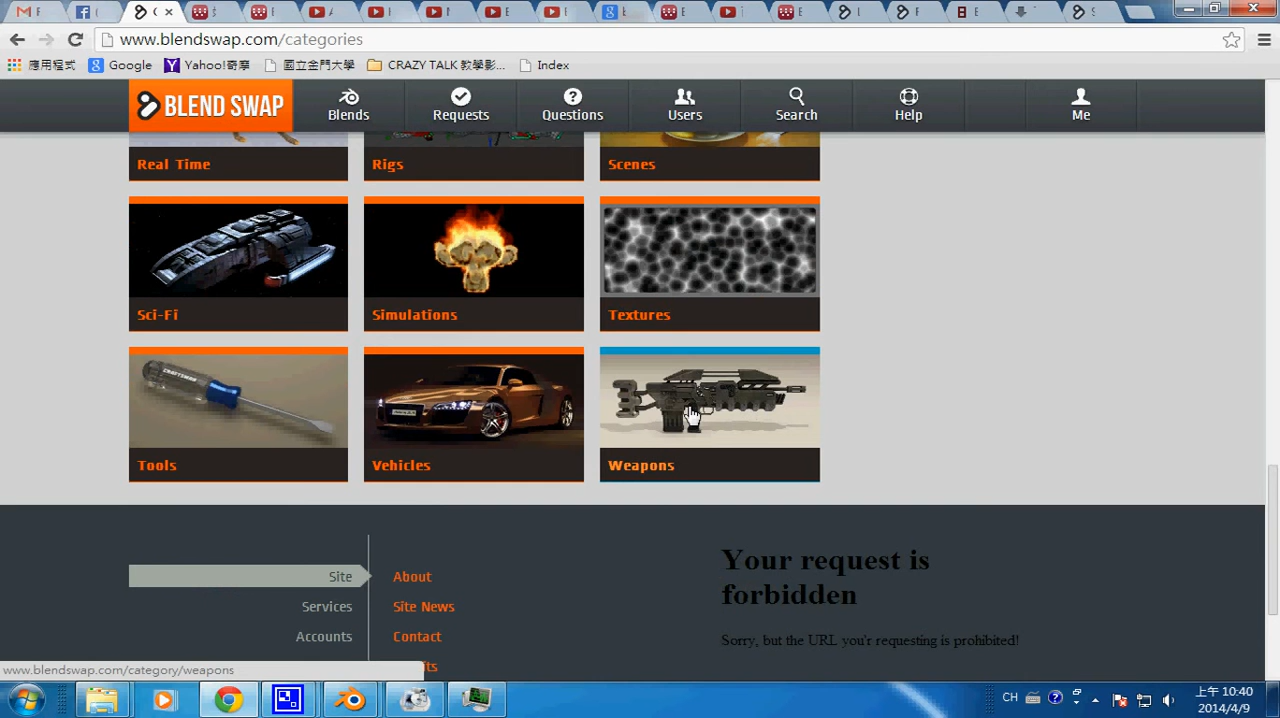 www.blendswap.com/categories
應用程式 Google Yahoo!奇摩 國立金門大學 CRAZY TALK 教學影... Index
BLEND SWAP Blends Requests Questions Users Search Help Me
Real Time Rigs Scenes
Sci-Fi Simulations Textures
CRAFTSMAN
Tools Vehicles Weapons
Your request is
forbidden
Sorry, but the URL you'r requesting is prohibited!
Site
Services
Accounts
About
Site News
Contact
www.blendswap.com/category/weapons
CH
上午 10:40
2014/4/9